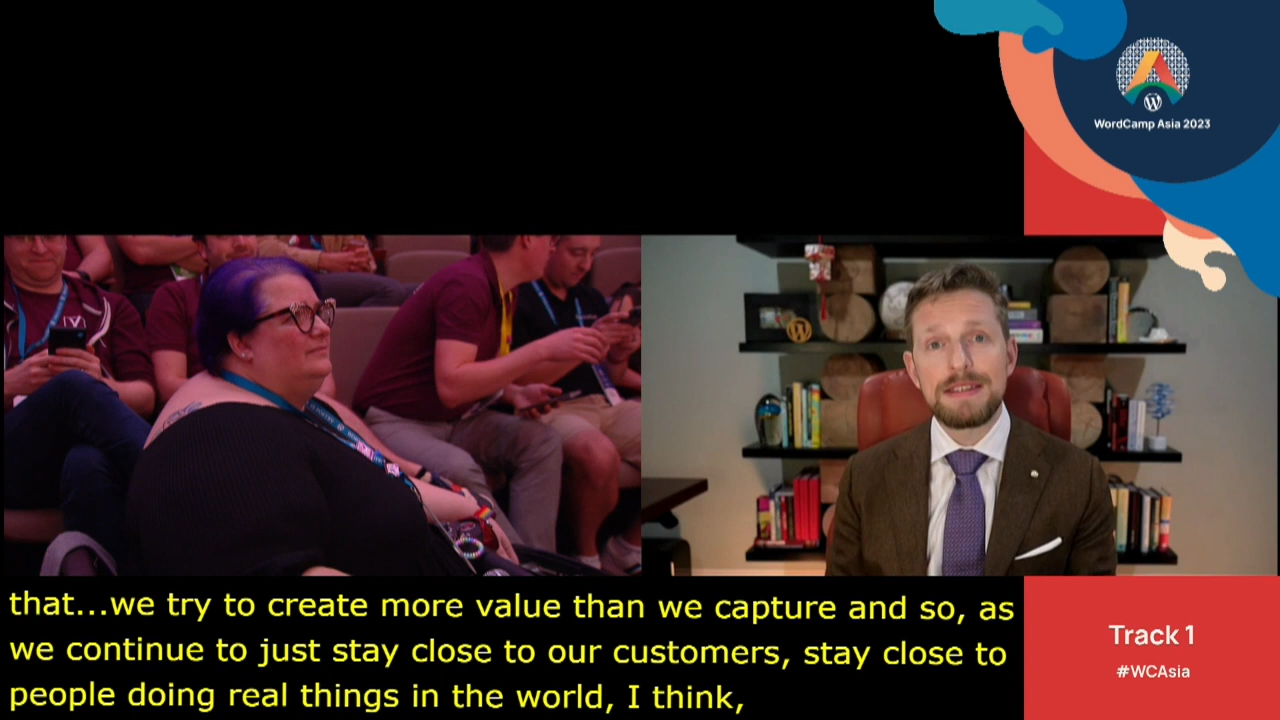 WordCamp Asia 2023
that...we try to create more value than we capture and so, as
we continue to just stay close to our customers, stay close to
people doing real things in the world, I think,
Track 1
#WCAsia